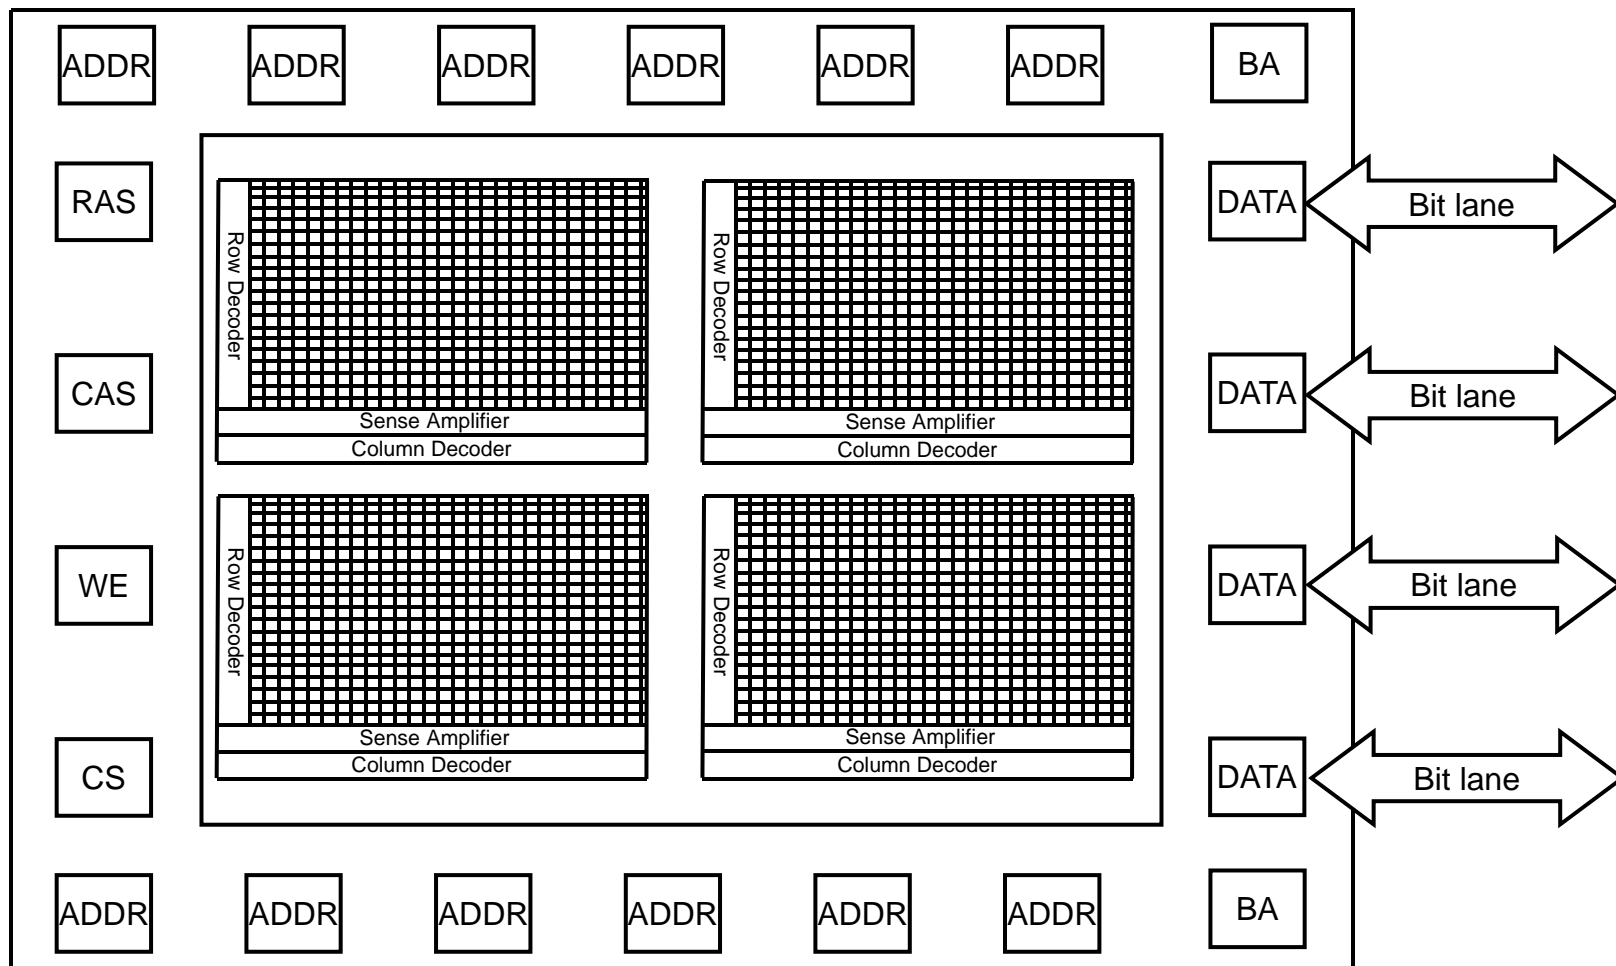 ADDR ADDR ADDR ADDR ADDR ADDR BA
RAS DATA Bit lane
Row Decoder Row Decoder
CAS DATA Bit lane
Sense Amplifier Sense Amplifier
Column Decoder Column Decoder
WE DATA Bit lane
Row Decoder Row Decoder
Sense Amplifier Sense Amplifier
Column Decoder Column Decoder
CS DATA Bit lane
ADDR ADDR ADDR ADDR ADDR ADDR BA